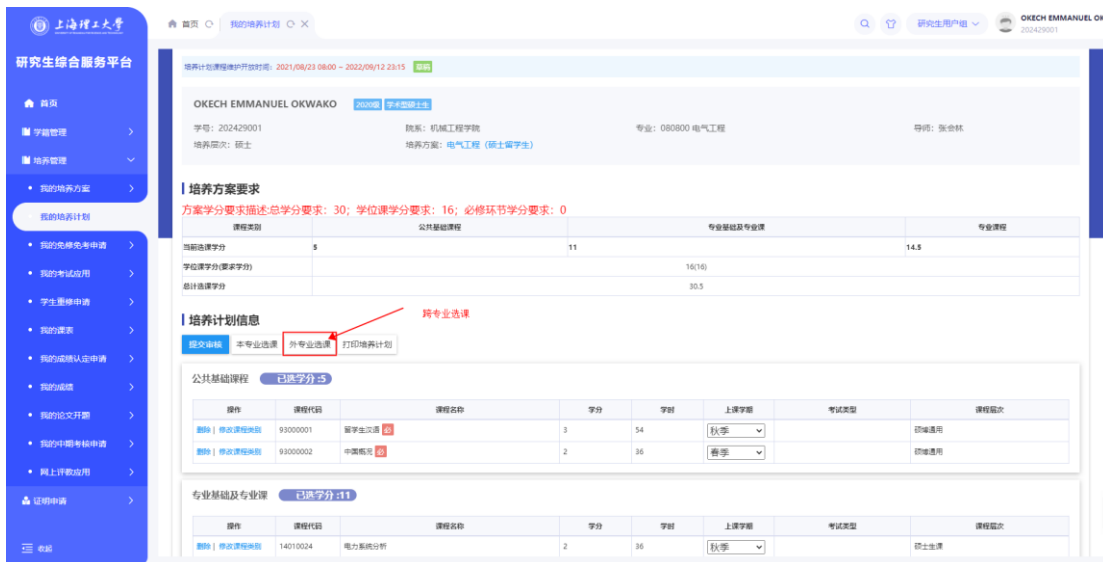 上海理工大学
首页
我的培养计划
研究生用户组
OKECH EMMANUEL OK
202429001
研究生综合服务平台
首页
学籍管理
培养管理
我的培养方案
我的培养计划
我的免修免考申请
我的考试应用
学生重修申请
我的课表
我的成绩认定申请
我的成绩
我的论文开题
我的中期考核申请
网上评教应用
证明申请
收起
培养计划课程维护开放时间：2021/08/23 08:00 ~ 2022/09/12 23:15 草稿
OKECH EMMANUEL OKWAKO 2020级 学术型硕士生
学号：202429001 院系：机械工程学院 专业：080800 电气工程 导师：张会林
培养层次：硕士 培养方案：电气工程（硕士留学生）
培养方案要求
方案学分要求描述:总学分要求：30；学位课学分要求：16；必修环节学分要求：0
课程类别 公共基础课程 专业基础及专业课 专业课程
当前选课学分 5 11 14.5
学位课学分(要求学分) 16(16)
总计选课学分 30.5
培养计划信息
跨专业选课
提交审核 本专业选课 外专业选课 打印培养计划
公共基础课程 已选学分 :5
操作 课程代码 课程名称 学分 学时 上课学期 考试类型 课程层次
删除 | 修改课程类别 93000001 留学生汉语 必 3 54 秋季 硕博通用
删除 | 修改课程类别 93000002 中国概况 必 2 36 春季 硕博通用
专业基础及专业课 已选学分 :11
操作 课程代码 课程名称 学分 学时 上课学期 考试类型 课程层次
删除 | 修改课程类别 14010024 电力系统分析 2 36 秋季 硕士生课